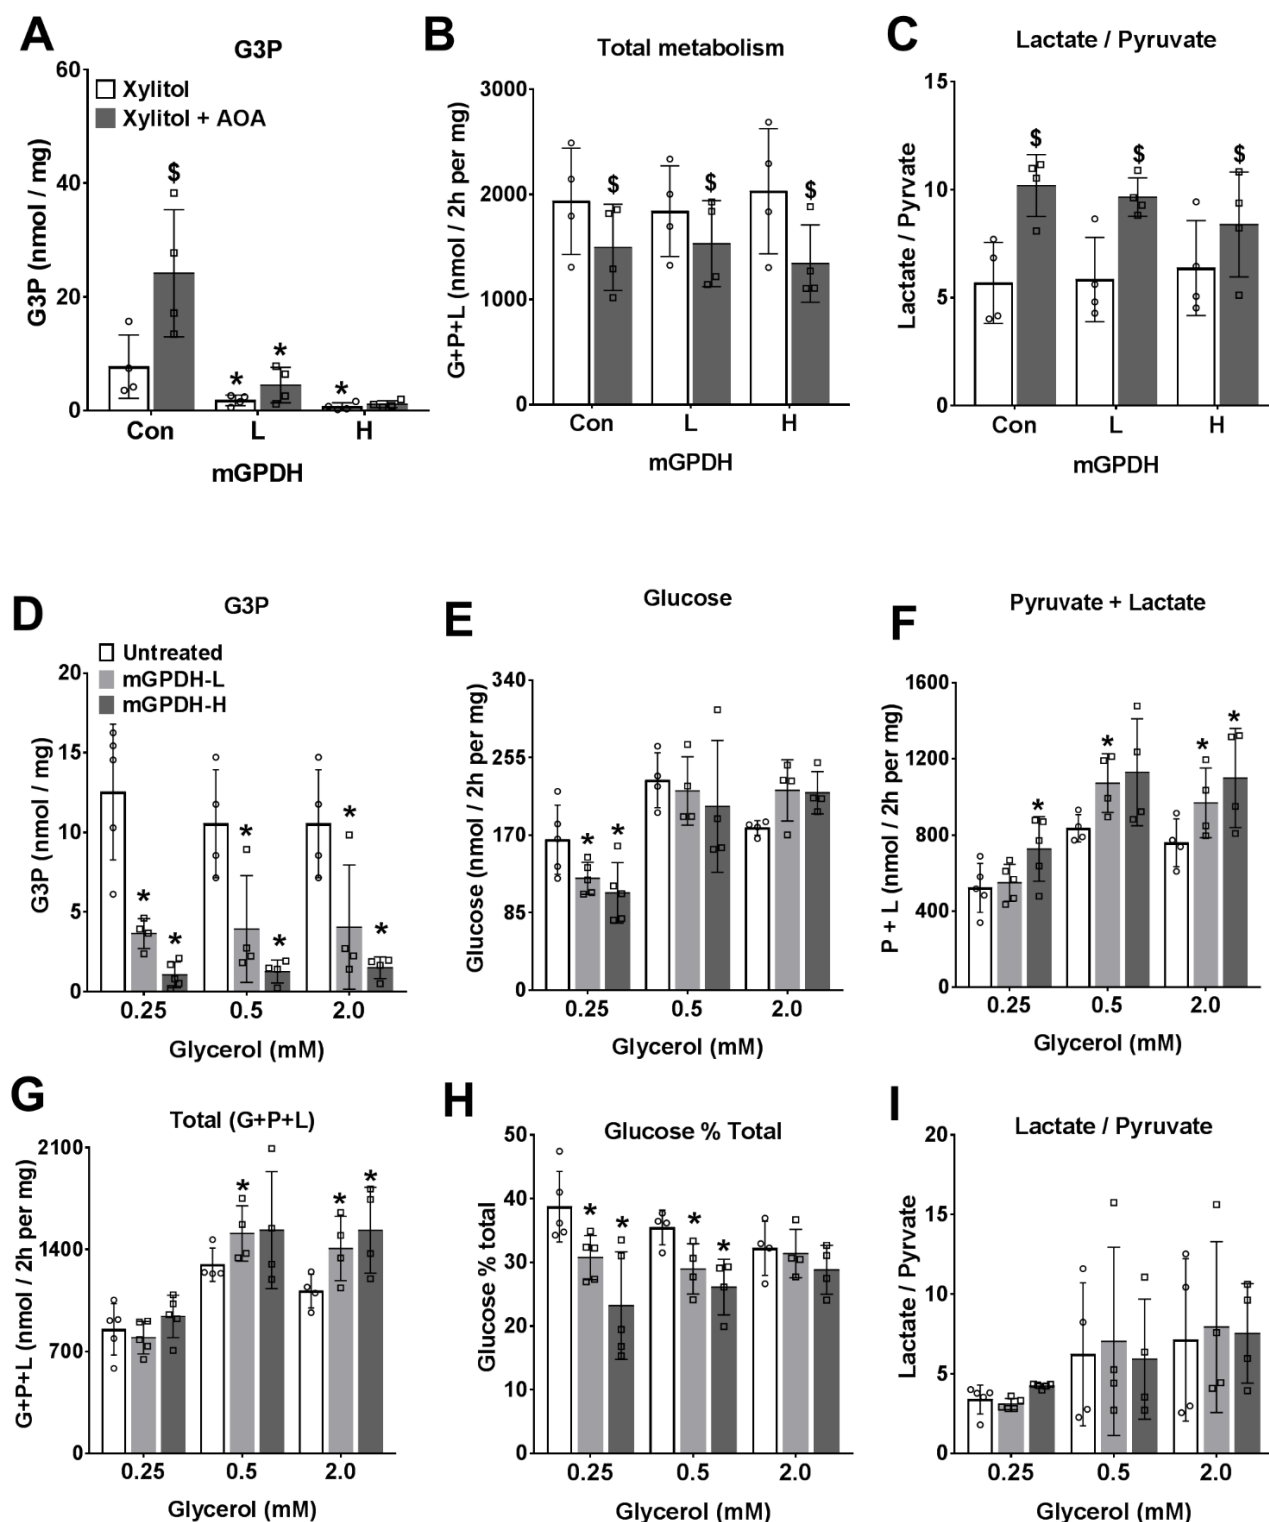 A
G3P
G3P (nmol / mg)
60
40
20
0
Xylitol
Xylitol + AOA
$
*
*
*
Con
L
H
mGPDH
B
Total metabolism
G+P+L (nmol / 2h per mg)
3000
2000
1000
0
$
$
$
Con
L
H
mGPDH
C
Lactate / Pyruvate
Lactate / Pyrvate
15
10
5
0
$
$
$
Con
L
H
mGPDH
D
G3P
G3P (nmol / mg)
20
15
10
5
0
Untreated
mGPDH-L
mGPDH-H
*
*
*
*
*
*
0.25
0.5
2.0
Glycerol (mM)
E
Glucose
Glucose (nmol / 2h per mg)
340
255
170
85
0
*
*
0.25
0.5
2.0
Glycerol (mM)
F
Pyruvate + Lactate
P + L (nmol / 2h per mg)
1600
1200
800
400
0
*
*
*
*
0.25
0.5
2.0
Glycerol (mM)
G
Total (G+P+L)
G+P+L (nmol / 2h per mg)
2100
1400
700
0
*
*
*
0.25
0.5
2.0
Glycerol (mM)
H
Glucose % Total
Glucose % total
50
40
30
20
10
0
*
*
*
*
0.25
0.5
2.0
Glycerol (mM)
I
Lactate / Pyruvate
Lactate / Pyrvate
20
15
10
5
0
0.25
0.5
2.0
Glycerol (mM)